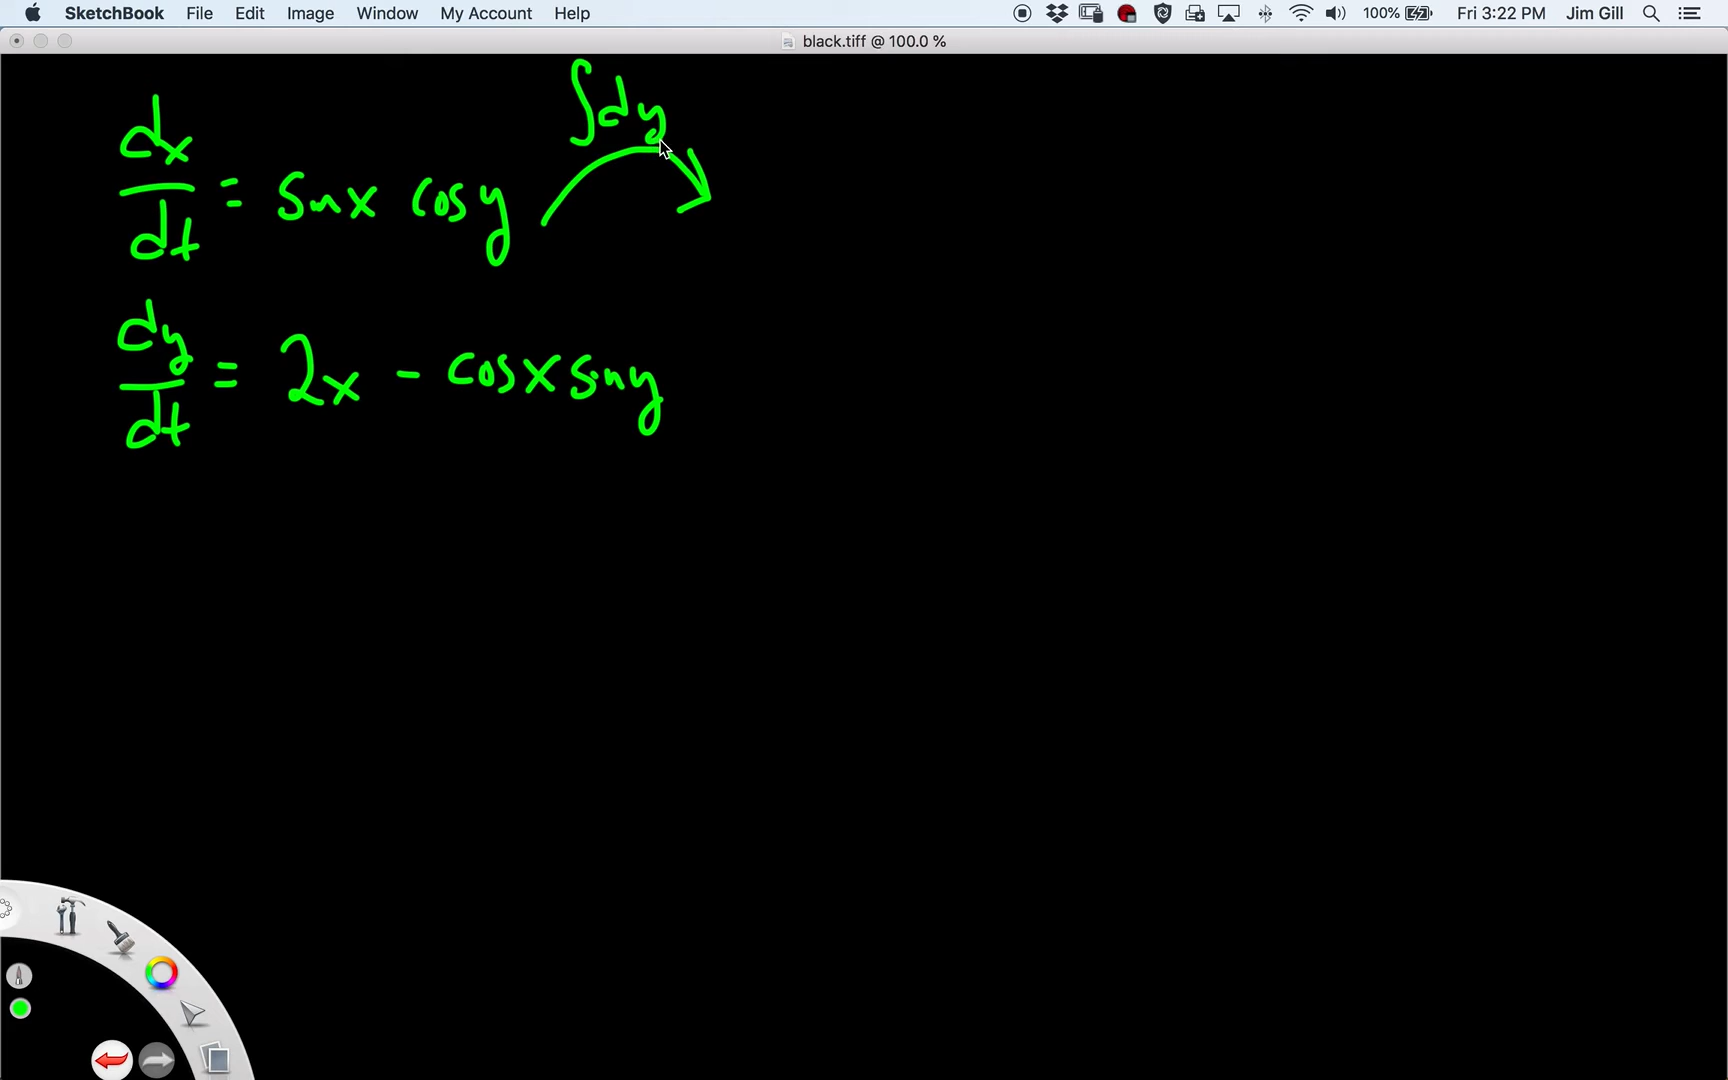 SketchBook File Edit Image Window My Account Help 100% Fri 3:22 PM Jim Gill
black.tiff @ 100.0 %
∫dy
dx/dt = sinx cosy
dy/dt = 2x - cosx siny